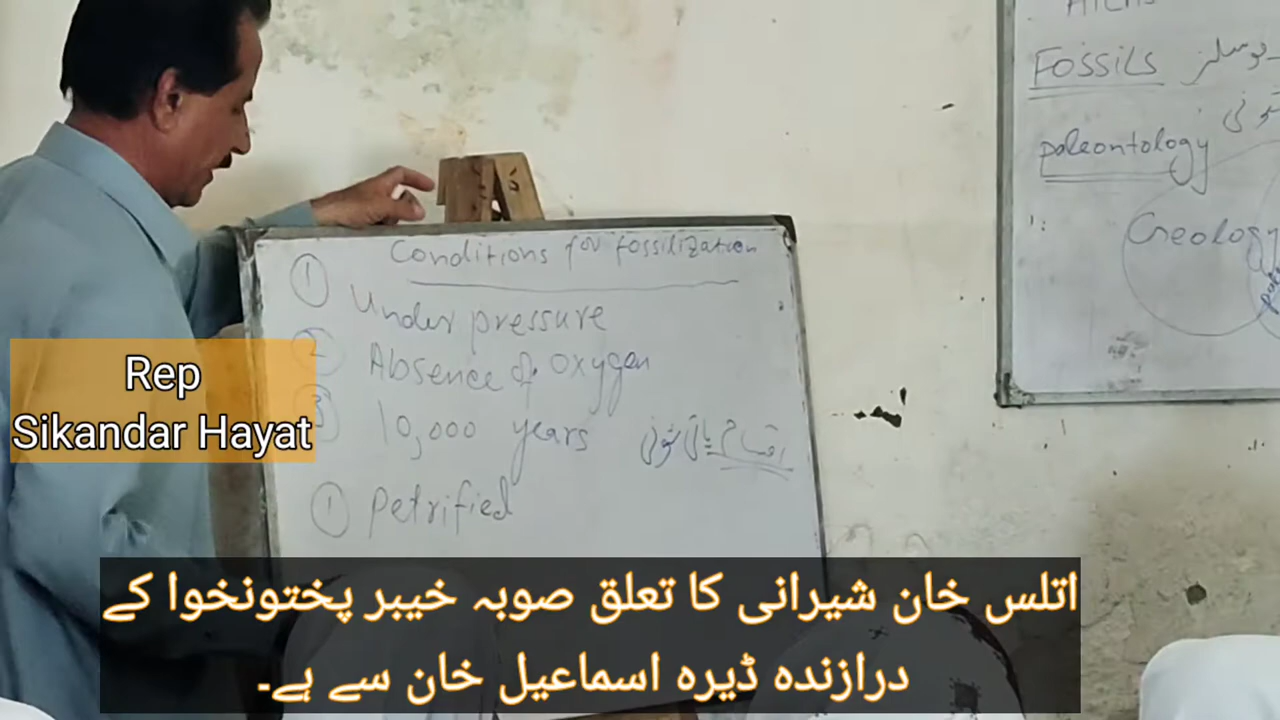 Conditions for fossilization
① Under pressure
② Absence of oxygen
③ 10,000 years
① Petrified
Fossils
paleontology
Geology
Rep
Sikandar Hayat
اتلس خان شیرانی کا تعلق صوبہ خیبر پختونخوا کے
درازندہ ڈیرہ اسماعیل خان سے ہے۔